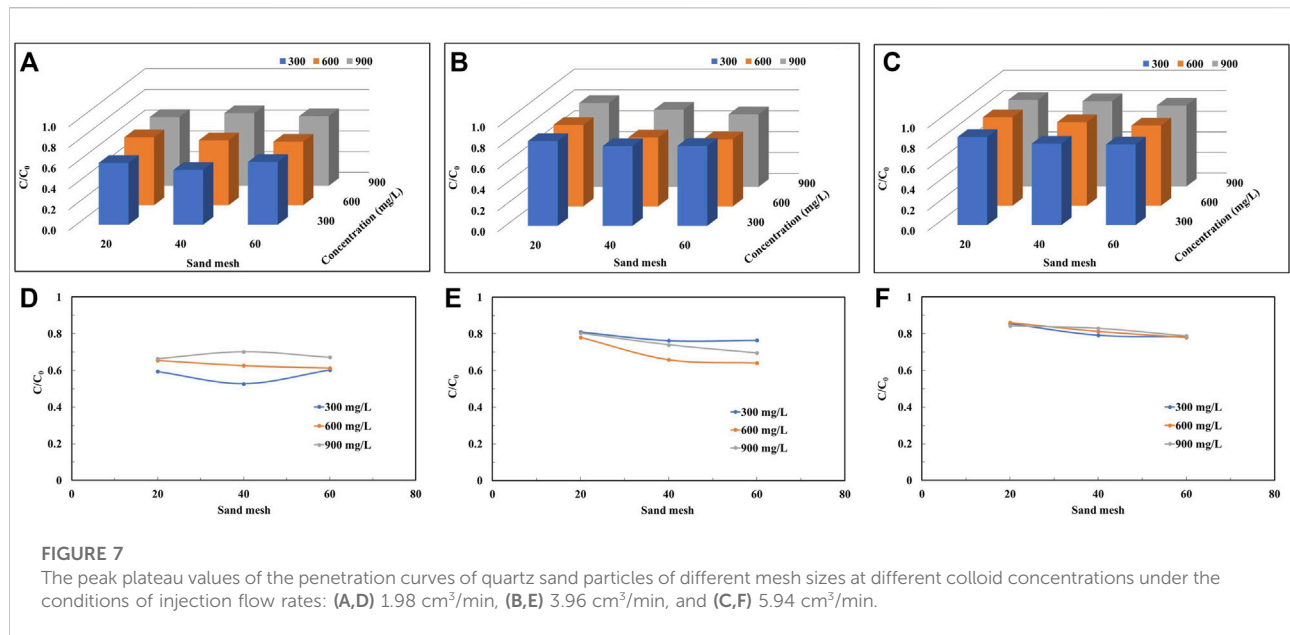 A
300 600 900
1.0
0.8
0.6
0.4
0.2
0.0
C/C₀
20 40 60
Sand mesh
300
600
900
Concentration (mg/L)
B
300 600 900
1.0
0.8
0.6
0.4
0.2
0.0
C/C₀
20 40 60
Sand mesh
300
600
900
Concentration (mg/L)
C
300 600 900
1.0
0.8
0.6
0.4
0.2
0.0
C/C₀
20 40 60
Sand mesh
300
600
900
Concentration (mg/L)
D
1
0.8
0.6
0.4
0.2
0
C/C₀
300 mg/L
600 mg/L
900 mg/L
0 20 40 60 80
Sand mesh
E
1
0.8
0.6
0.4
0.2
0
C/C₀
300 mg/L
600 mg/L
900 mg/L
0 20 40 60 80
Sand mesh
F
1
0.8
0.6
0.4
0.2
0
C/C₀
300 mg/L
600 mg/L
900 mg/L
0 20 40 60 80
Sand mesh
FIGURE 7
The peak plateau values of the penetration curves of quartz sand particles of different mesh sizes at different colloid concentrations under the
conditions of injection flow rates: (A,D) 1.98 cm³/min, (B,E) 3.96 cm³/min, and (C,F) 5.94 cm³/min.